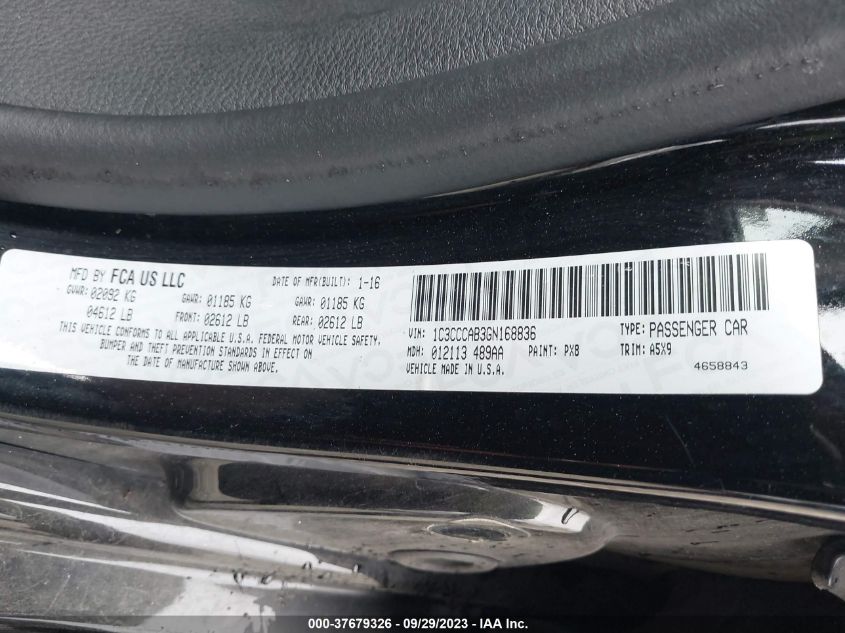 MFD BY FCA US LLC DATE OF MFR(BUILT): 1-16
GVWR: 02092 KG GAWR: 01185 KG GAWR: 01185 KG
04612 LB FRONT: 02612 LB REAR: 02612 LB
THIS VEHICLE CONFORMS TO ALL APPLICABLE U.S.A. FEDERAL MOTOR VEHICLE SAFETY,
BUMPER AND THEFT PREVENTION STANDARDS IN EFFECT ON
THE DATE OF MANUFACTURE SHOWN ABOVE.
VIN: 1C3CCCAB3GN168836 TYPE: PASSENGER CAR
MDH: 012113 489AA PAINT: PX8 TRIM: A5X9
VEHICLE MADE IN U.S.A. 4658843
000-37679326 - 09/29/2023 - IAAI.com